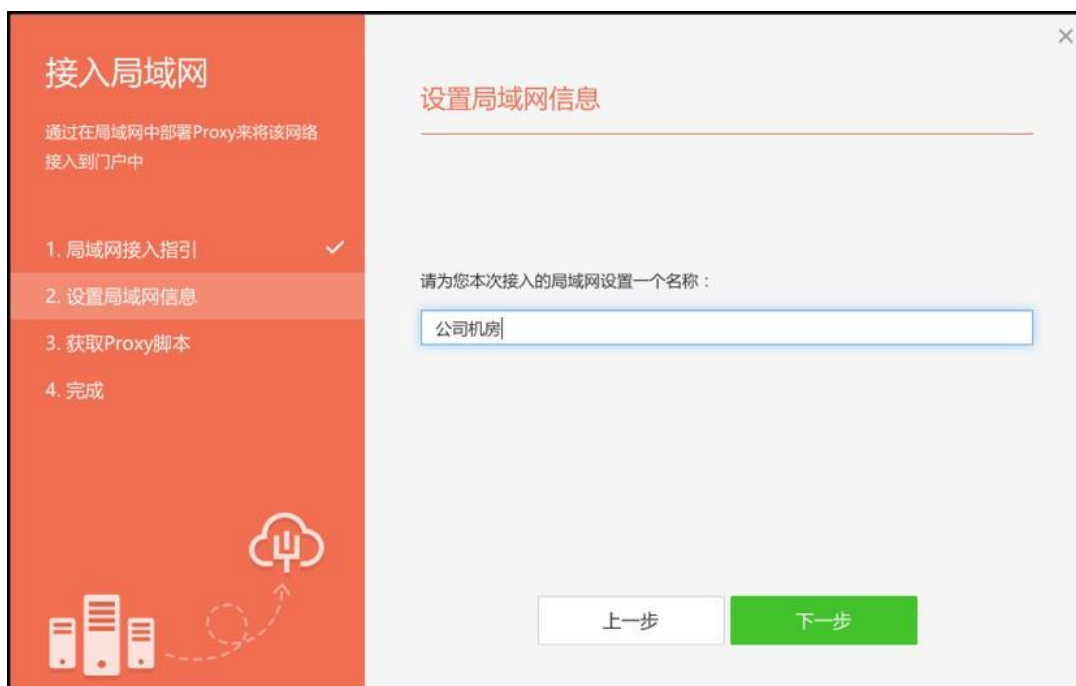 接入局域网
通过在局域网中部署Proxy来将该网络
接入到门户中
1. 局域网接入指引
2. 设置局域网信息
3. 获取Proxy脚本
4. 完成
设置局域网信息
请为您本次接入的局域网设置一个名称：
公司机房
上一步
下一步